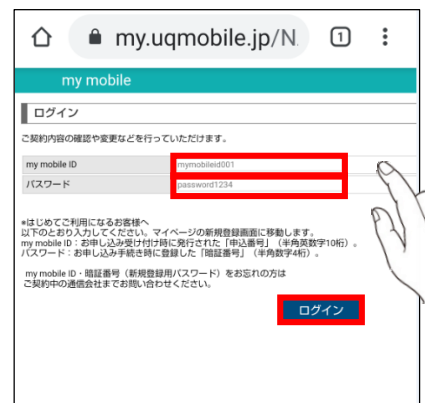 my.uqmobile.jp/N
1
my mobile
ログイン
ご契約内容の確認や変更などを行っていただけます。
my mobile ID mymobileid001
パスワード password1234
*はじめてご利用になるお客様へ
以下のとおり入力してください。マイページの新規登録画面に移動します。
my mobile ID：お申し込み受け付け時に発行された「申込番号」（半角英数字10桁）。
パスワード：お申し込み手続き時に登録した「暗証番号」（半角数字4桁）。
my mobile ID・暗証番号（新規登録用パスワード）をお忘れの方は
ご契約中の通信会社までお問い合わせください。
ログイン